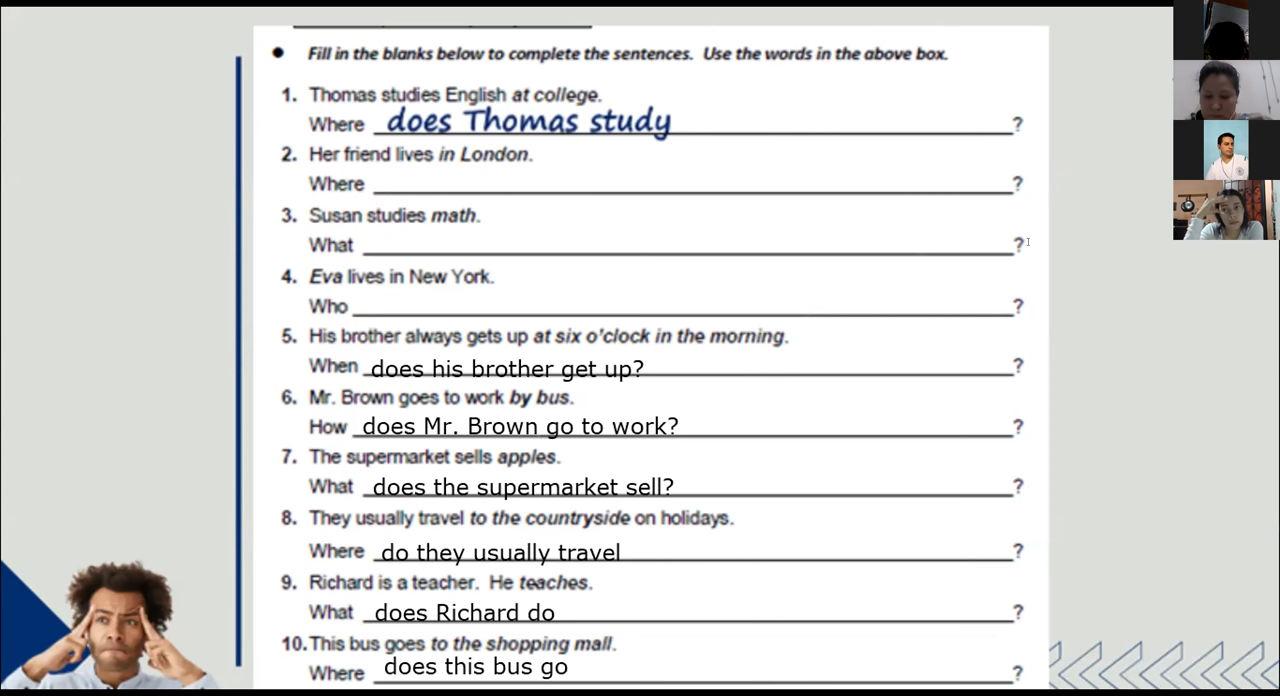 • Fill in the blanks below to complete the sentences. Use the words in the above box.
1. Thomas studies English at college.
Where does Thomas study ?
2. Her friend lives in London.
Where ?
3. Susan studies math.
What ?
4. Eva lives in New York.
Who ?
5. His brother always gets up at six o'clock in the morning.
When does his brother get up? ?
6. Mr. Brown goes to work by bus.
How does Mr. Brown go to work? ?
7. The supermarket sells apples.
What does the supermarket sell? ?
8. They usually travel to the countryside on holidays.
Where do they usually travel ?
9. Richard is a teacher. He teaches.
What does Richard do ?
10. This bus goes to the shopping mall.
Where does this bus go ?